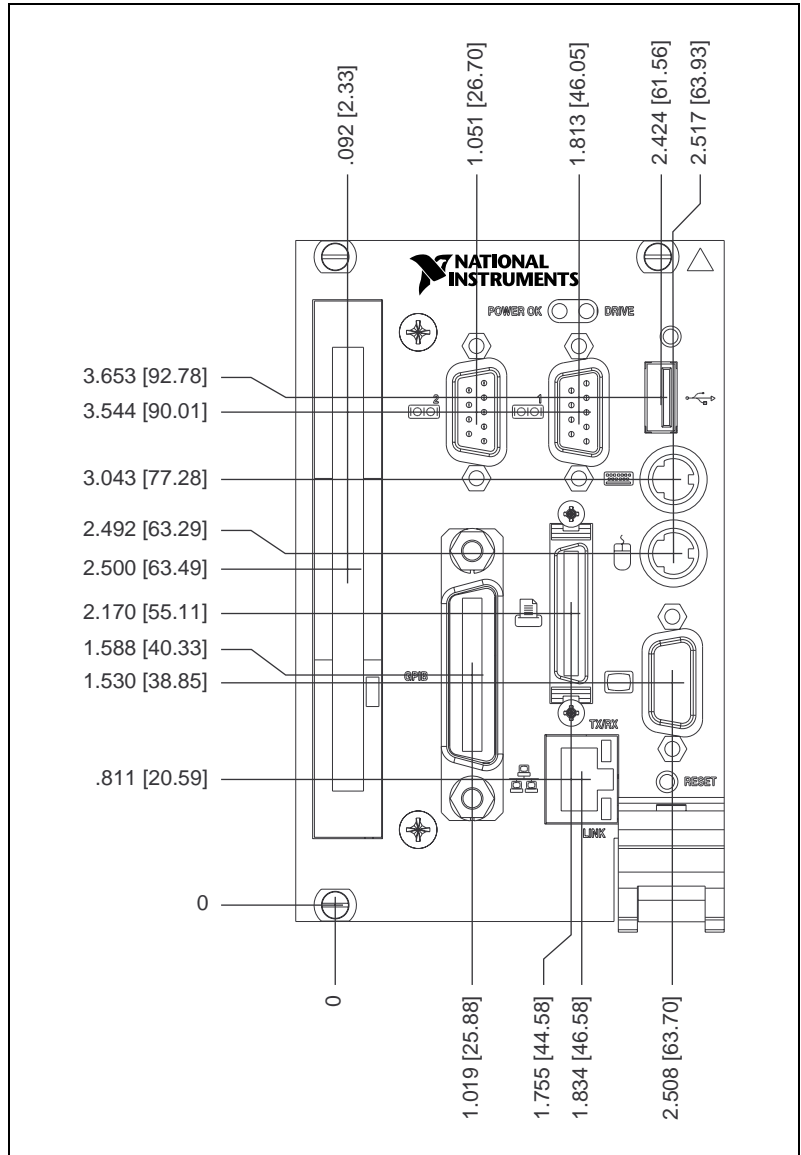 .092 [2.33]
1.051 [26.70]
1.813 [46.05]
2.424 [61.56]
2.517 [63.93]
NATIONAL
INSTRUMENTS
POWER OK
DRIVE
3.653 [92.78]
3.544 [90.01]
2
1
IOIOI
IOIOI
3.043 [77.28]
2.492 [63.29]
2.500 [63.49]
2.170 [55.11]
1.588 [40.33]
1.530 [38.85]
GPIB
TX/RX
.811 [20.59]
RESET
LINK
0
0
1.019 [25.88]
1.755 [44.58]
1.834 [46.58]
2.508 [63.70]